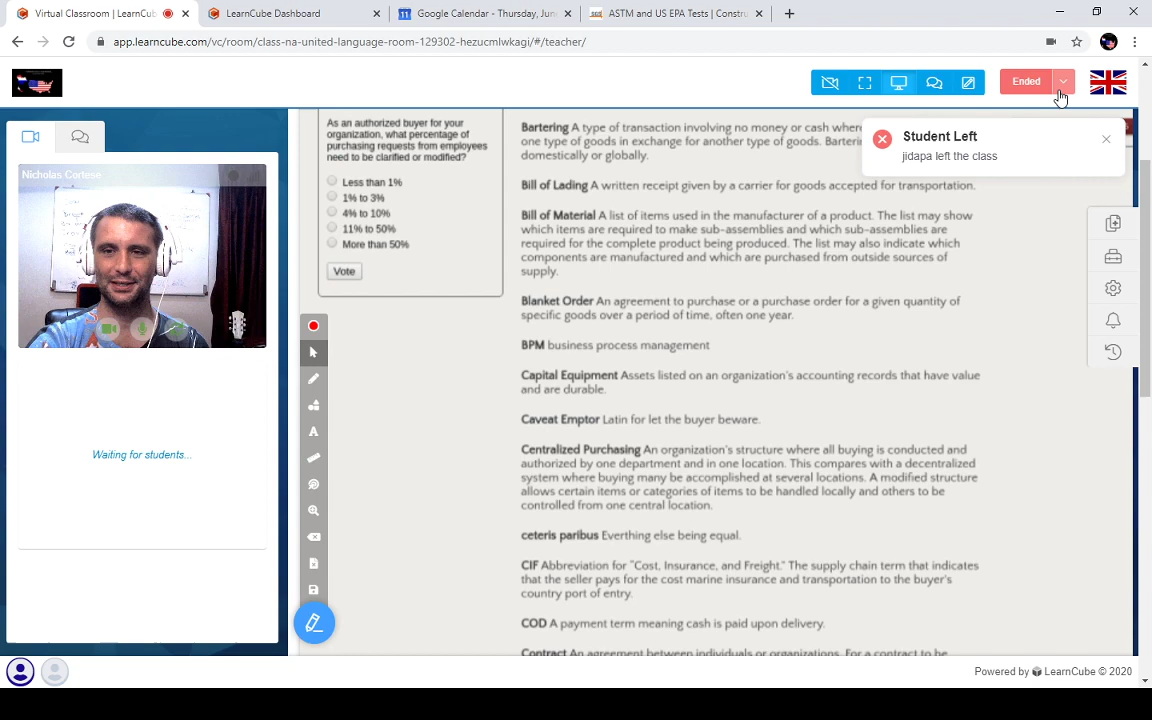 Virtual Classroom | LearnCub
LearnCube Dashboard
Google Calendar - Thursday, Jun
ASTM and US EPA Tests | Constru
app.learncube.com/vc/room/class-na-united-language-room-129302-hezucmlwkagi/#/teacher/
Ended
Student Left
jidapa left the class
Nicholas Cortese
Waiting for students...
As an authorized buyer for your
organization, what percentage of
purchasing requests from employees
need to be clarified or modified?
Less than 1%
1% to 3%
4% to 10%
11% to 50%
More than 50%
Vote
Bartering A type of transaction involving no money or cash where
one type of goods in exchange for another type of goods. Barterin
domestically or globally.
Bill of Lading A written receipt given by a carrier for goods accepted for transportation.
Bill of Material A list of items used in the manufacturer of a product. The list may show
which items are required to make sub-assemblies and which sub-assemblies are
required for the complete product being produced. The list may also indicate which
components are manufactured and which are purchased from outside sources of
supply.
Blanket Order An agreement to purchase or a purchase order for a given quantity of
specific goods over a period of time, often one year.
BPM business process management
Capital Equipment Assets listed on an organization's accounting records that have value
and are durable.
Caveat Emptor Latin for let the buyer beware.
Centralized Purchasing An organization's structure where all buying is conducted and
authorized by one department and in one location. This compares with a decentralized
system where buying many be accomplished at several locations. A modified structure
allows certain items or categories of items to be handled locally and others to be
controlled from one central location.
ceteris paribus Everthing else being equal.
CIF Abbreviation for "Cost, Insurance, and Freight." The supply chain term that indicates
that the seller pays for the cost marine insurance and transportation to the buyer's
country port of entry.
COD A payment term meaning cash is paid upon delivery.
Contract An agreement between individuals or organizations. For a contract to be
Powered by LearnCube © 2020